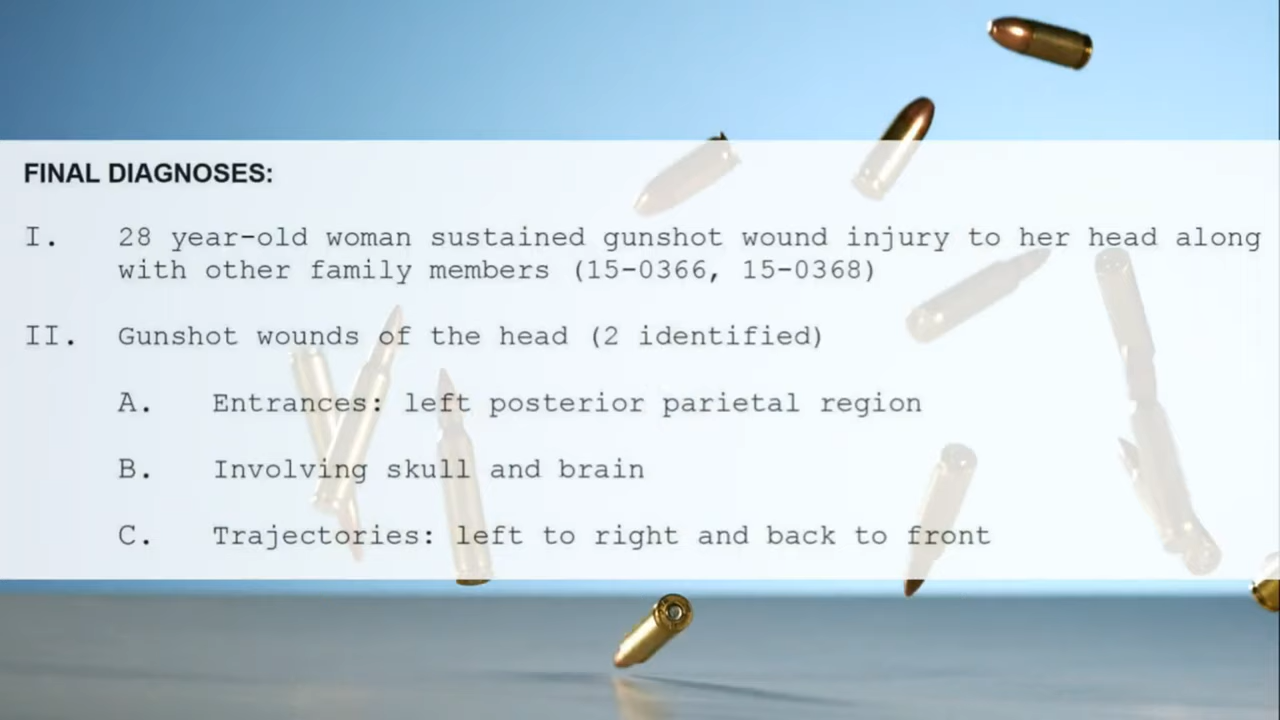 FINAL DIAGNOSES:
I. 28 year-old woman sustained gunshot wound injury to her head along
with other family members (15-0366, 15-0368)
II. Gunshot wounds of the head (2 identified)
A. Entrances: left posterior parietal region
B. Involving skull and brain
C. Trajectories: left to right and back to front